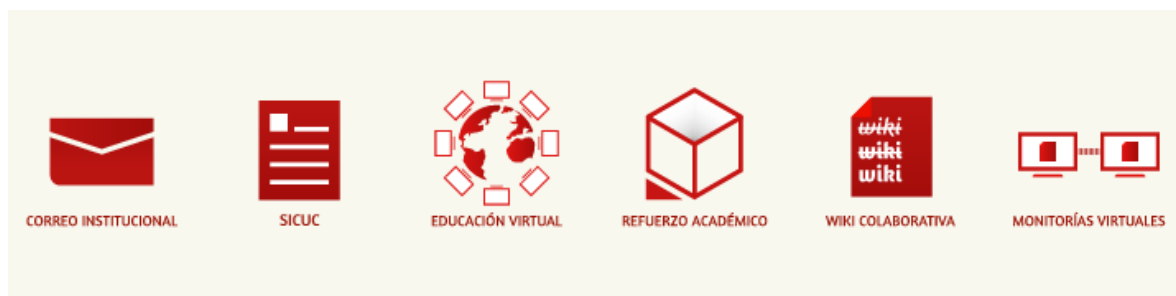 wiki
wiki
wiki
CORREO INSTITUCIONAL
SICUC
EDUCACIÓN VIRTUAL
REFUERZO ACADÉMICO
WIKI COLABORATIVA
MONITORÍAS VIRTUALES